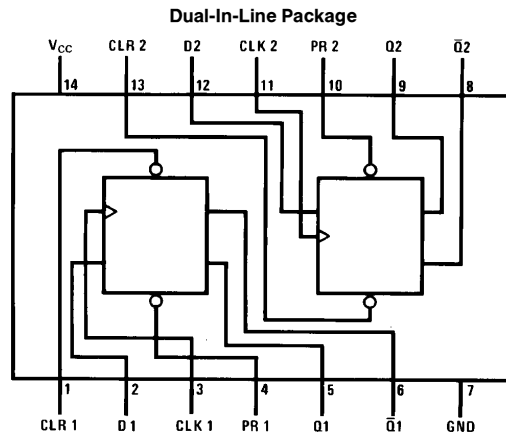 Dual-In-Line Package
VCC CLR 2 D2 CLK 2 PR 2 Q2 Q̅2
14 13 12 11 10 9 8
1 2 3 4 5 6 7
CLR 1 D1 CLK 1 PR 1 Q1 Q̅1 GND